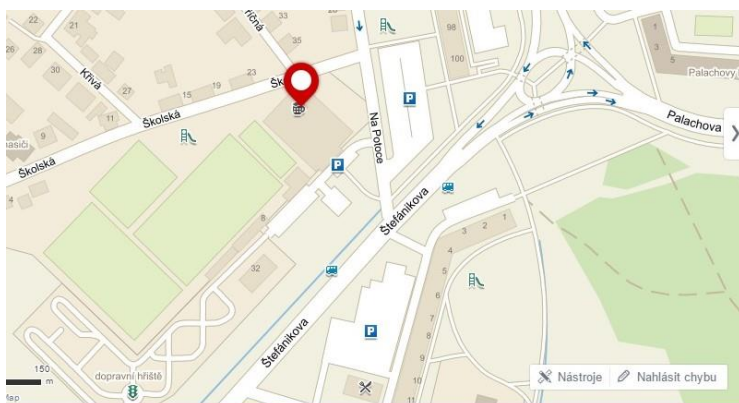 22
21
28
30
27
33
35
23
19
15
11
9
Křivá
Školská
Školská
4
8
32
dopravní hřiště
150
m
P
P
P
Na Potoce
Štefánikova
Štefánikova
98
100
1
3
5
Palachovy
Palachova
1
2
3
4
5
6
7
8
9
10
11
Nástroje
Nahlásit chybu